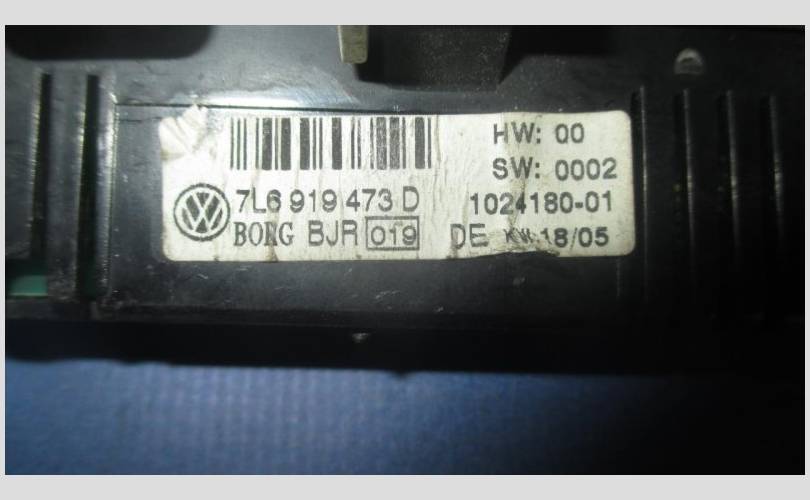 HW: 00
SW: 0002
7L6 919 473 D 1024180-01
BORG BJR 019 DE KW:18/05